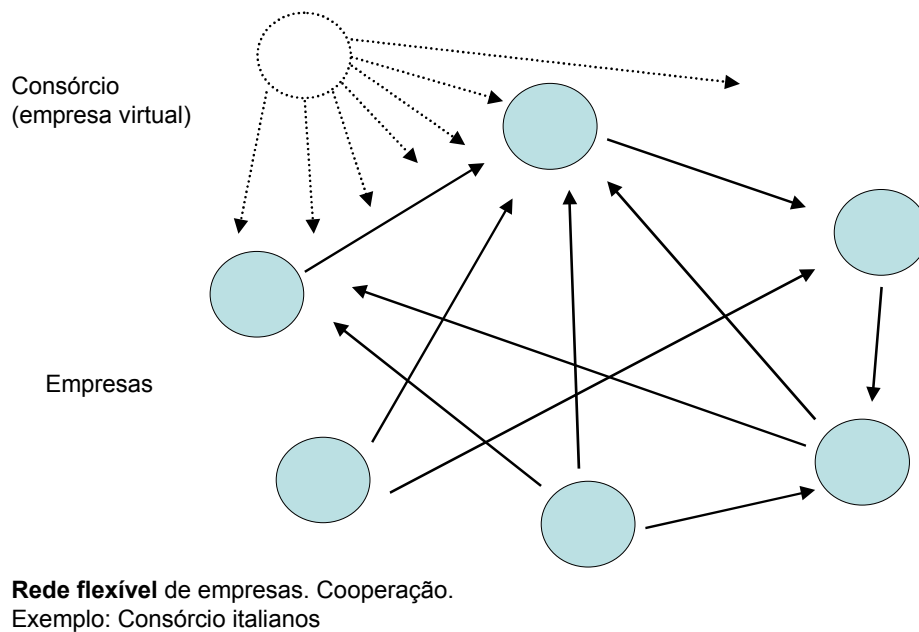 Consórcio
(empresa virtual)
Empresas
Rede flexível de empresas. Cooperação.
Exemplo: Consórcio italianos